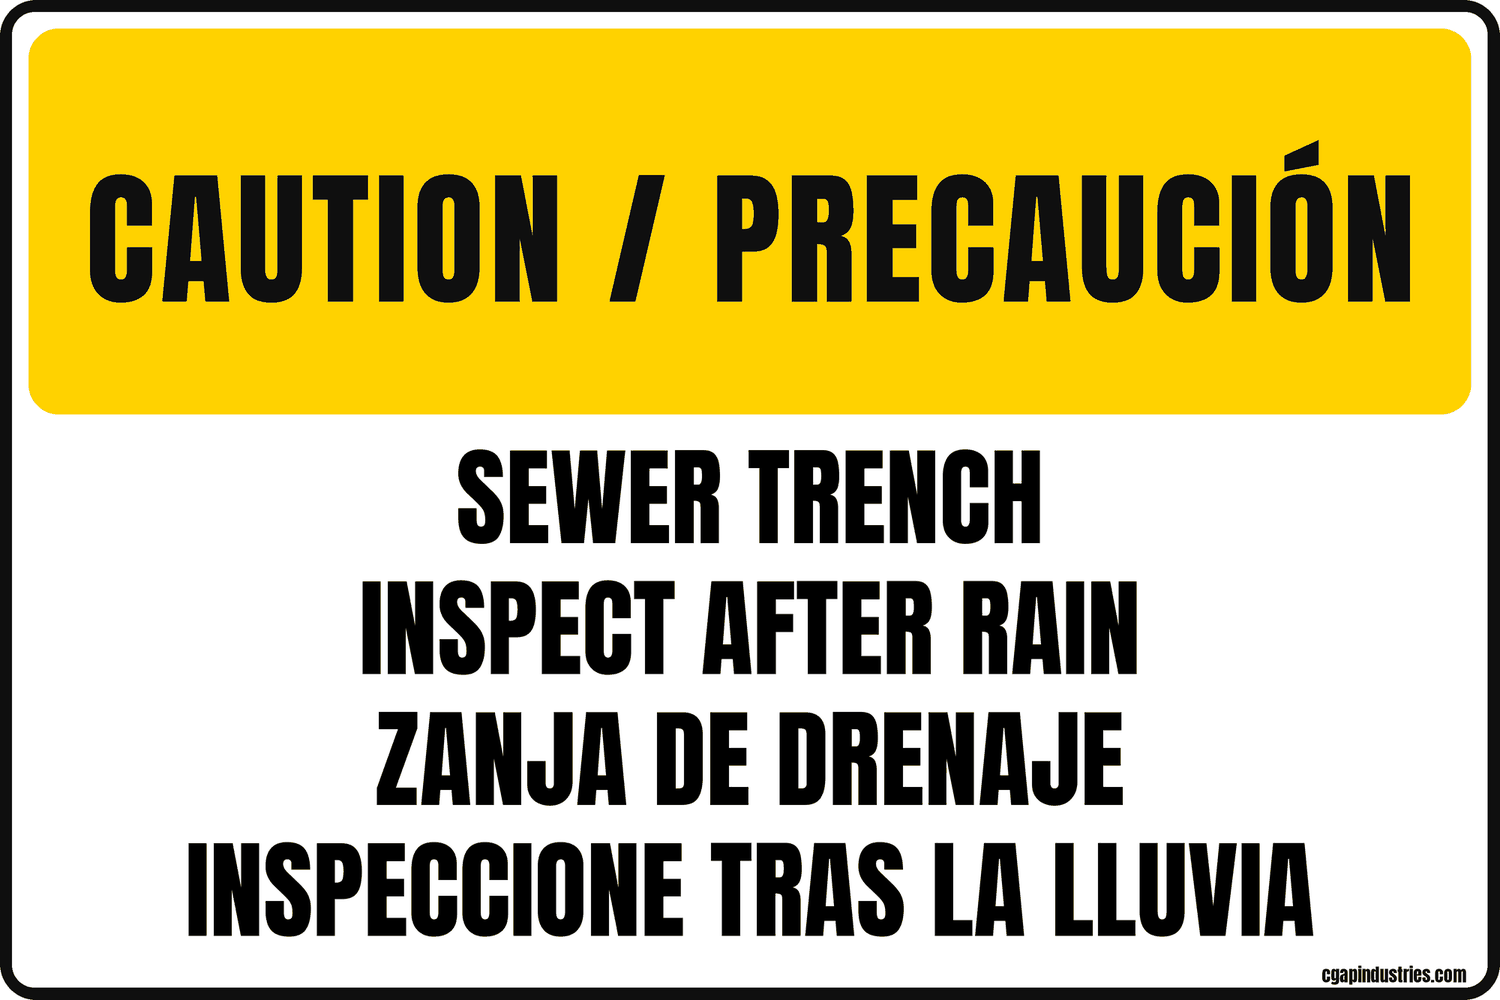 CAUTION / PRECAUCIÓN
SEWER TRENCH
INSPECT AFTER RAIN
ZANJA DE DRENAJE
INSPECCIONE TRAS LA LLUVIA
cgapindustries.com